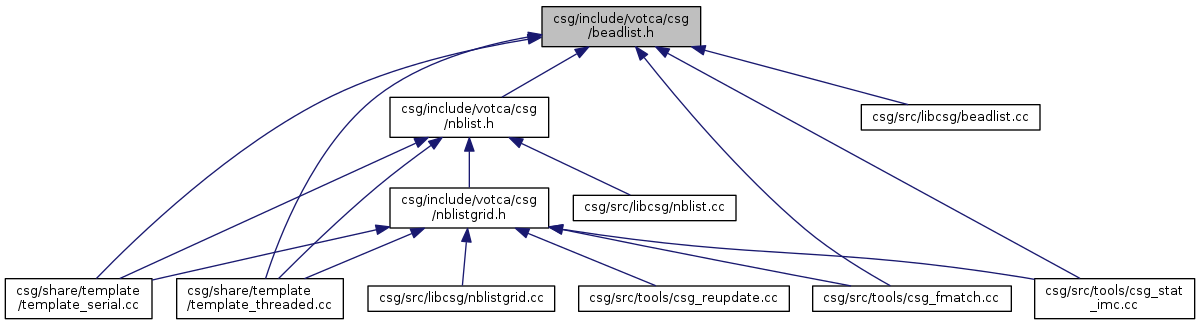 csg/include/votca/csg
/beadlist.h
csg/include/votca/csg
/nblist.h
csg/src/libcsg/beadlist.cc
csg/include/votca/csg
/nblistgrid.h
csg/src/libcsg/nblist.cc
csg/share/template
/template_serial.cc
csg/share/template
/template_threaded.cc
csg/src/libcsg/nblistgrid.cc
csg/src/tools/csg_reupdate.cc
csg/src/tools/csg_fmatch.cc
csg/src/tools/csg_stat
_imc.cc